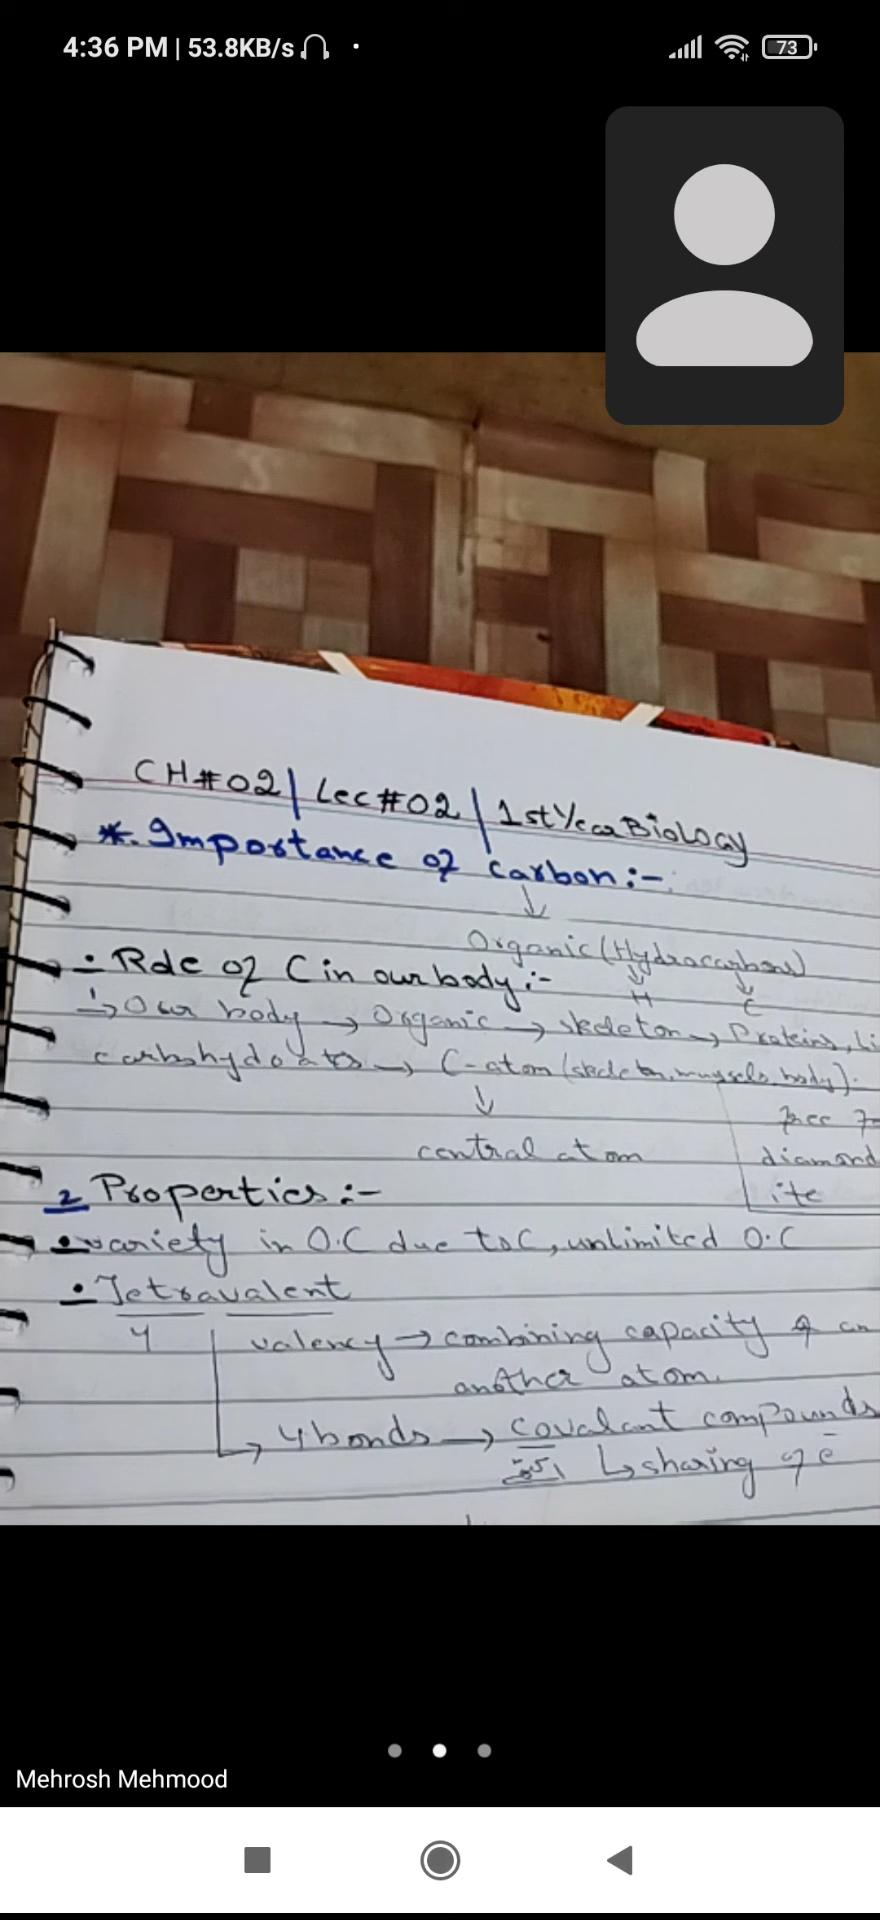 4:36 PM | 53.8KB/s
73
CH#02 | Lec#02 | 1st Year Biology
*. Importance of carbon:-
↓
Organic (Hydrocarbon)
H C
÷ Role of C in our body:-
↳ Our body → Organic → skeleton → Proteins, Li
carbohydrates → C-atom (skeleton, body).
↓
central atom
diamond
ite
2 Properties:-
• variety in O.C due to C, unlimited O.C
• Tetravalent
4 valency → combining capacity of an
another atom.
↳ 4 bonds → covalant compounds
↳ sharing of e⁻
Mehrosh Mehmood